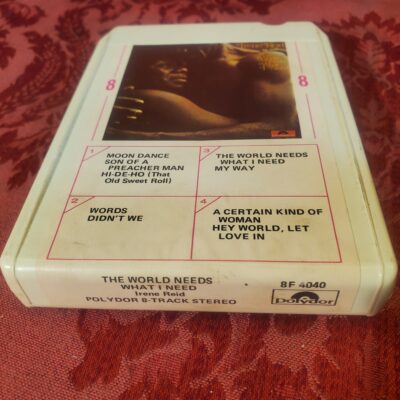 8
8
1
MOON DANCE
SON OF A
PREACHER MAN
HI-DE-HO (That
Old Sweet Roll)
3
THE WORLD NEEDS
WHAT I NEED
MY WAY
2
WORDS
DIDN'T WE
4
A CERTAIN KIND OF
WOMAN
HEY WORLD, LET
LOVE IN
THE WORLD NEEDS
WHAT I NEED
Irene Reid
POLYDOR 8-TRACK STEREO
8F 4040
Polydor